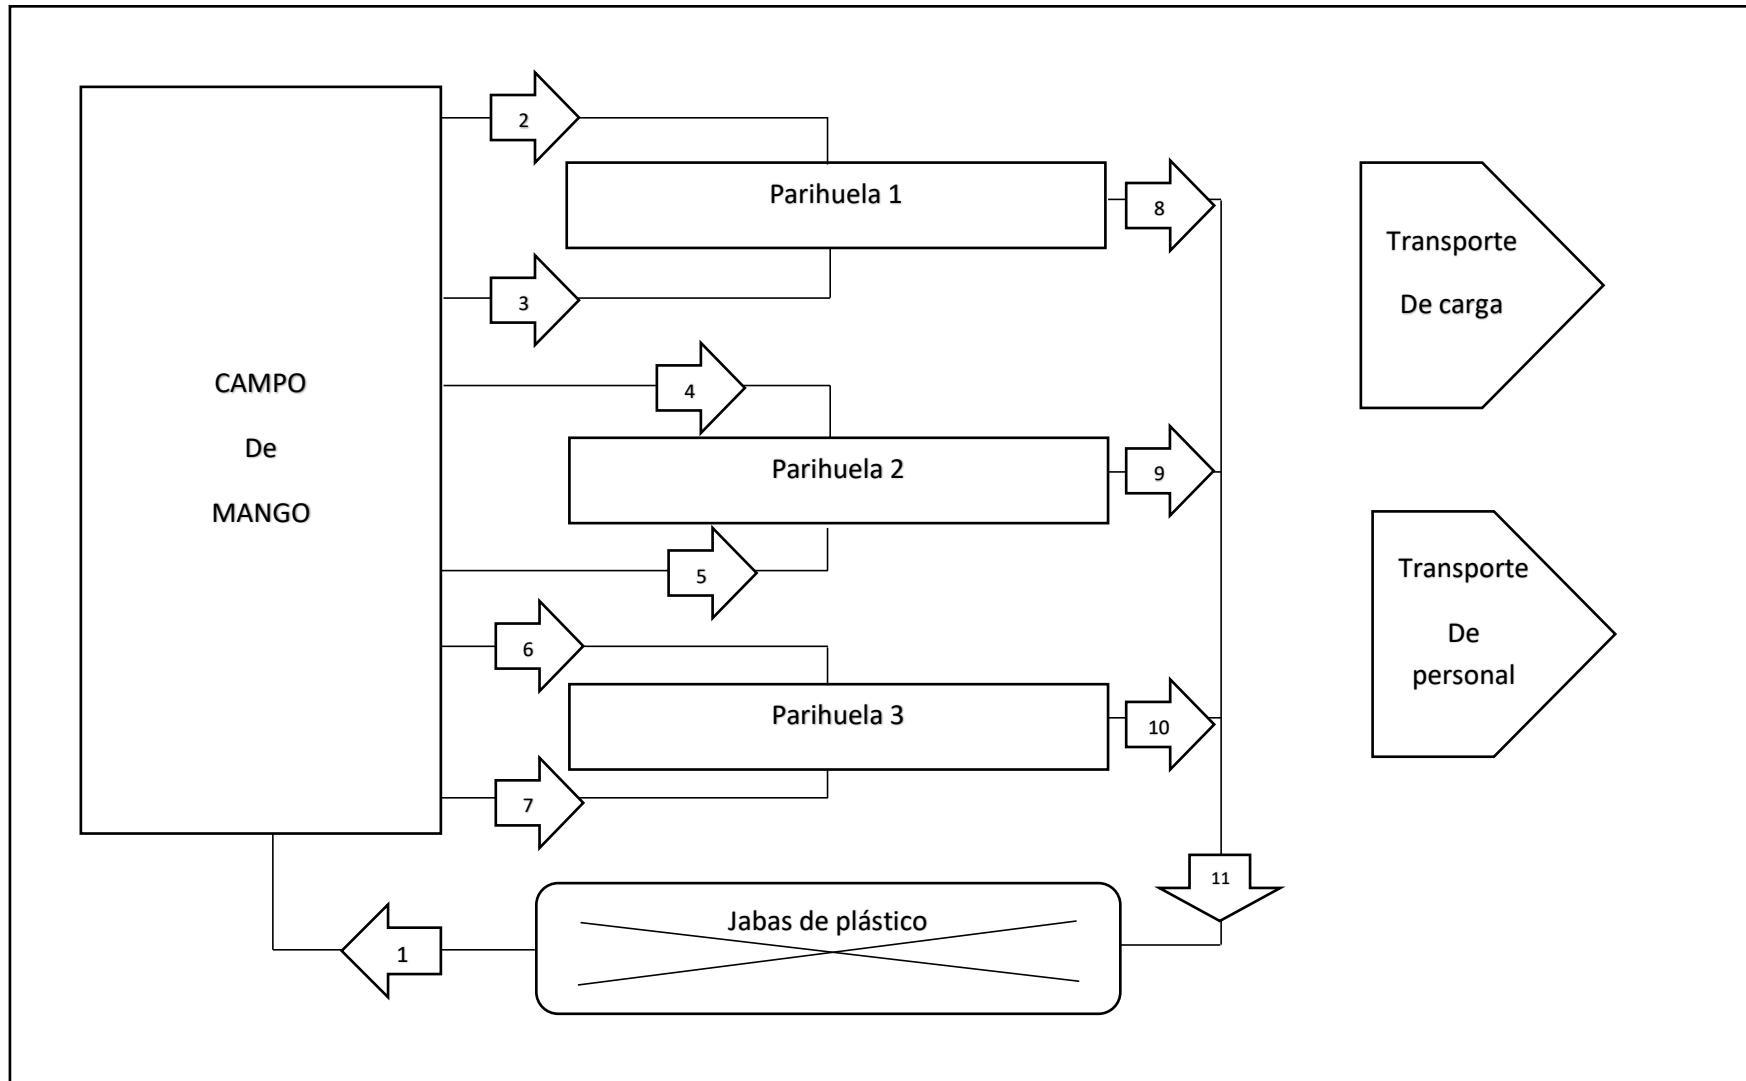 2
Parihuela 1
8
3
Transporte
De carga
CAMPO
De
MANGO
4
Parihuela 2
9
5
Transporte
De
personal
6
Parihuela 3
10
7
11
Jabas de plástico
1